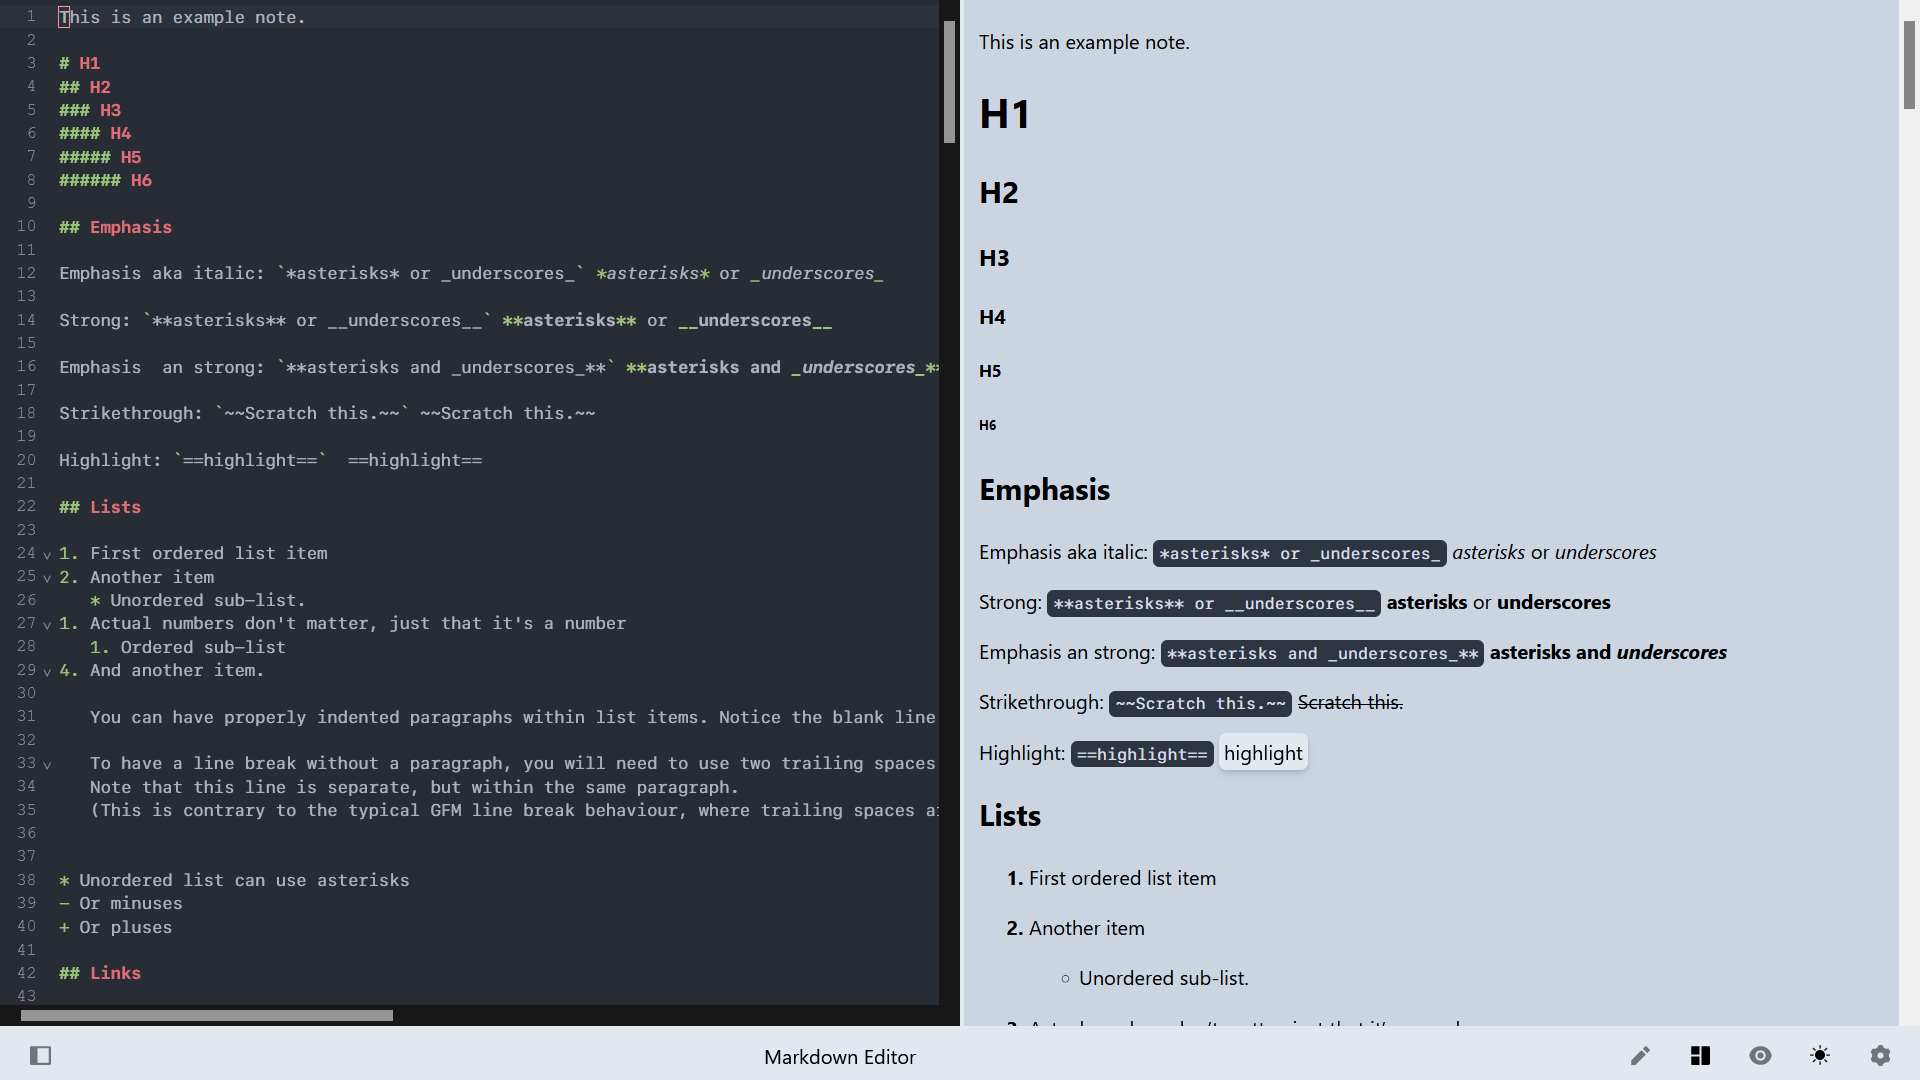 1 This is an example note.
2
3 # H1
4 ## H2
5 ### H3
6 #### H4
7 ##### H5
8 ###### H6
9
10 ## Emphasis
11
12 Emphasis aka italic: `*asterisks* or _underscores_` *asterisks* or _underscores_
13
14 Strong: `**asterisks** or __underscores__` **asterisks** or __underscores__
15
16 Emphasis  an strong: `**asterisks and _underscores_**` **asterisks and _underscores_**
17
18 Strikethrough: `~~Scratch this.~~` ~~Scratch this.~~
19
20 Highlight: `==highlight==`  ==highlight==
21
22 ## Lists
23
24 1. First ordered list item
25 2. Another item
26    * Unordered sub-list.
27 1. Actual numbers don't matter, just that it's a number
28    1. Ordered sub-list
29 4. And another item.
30
31    You can have properly indented paragraphs within list items. Notice the blank line
32
33    To have a line break without a paragraph, you will need to use two trailing spaces
34    Note that this line is separate, but within the same paragraph.
35    (This is contrary to the typical GFM line break behaviour, where trailing spaces
36
37
38 * Unordered list can use asterisks
39 - Or minuses
40 + Or pluses
41
42 ## Links
43
This is an example note.
H1
H2
H3
H4
H5
H6
Emphasis
Emphasis aka italic: *asterisks* or _underscores_ asterisks or underscores
Strong: **asterisks** or __underscores__ asterisks or underscores
Emphasis an strong: **asterisks and _underscores_** asterisks and underscores
Strikethrough: ~~Scratch this.~~ Scratch this.
Highlight: ==highlight== highlight
Lists
1. First ordered list item
2. Another item
○ Unordered sub-list.
Markdown Editor